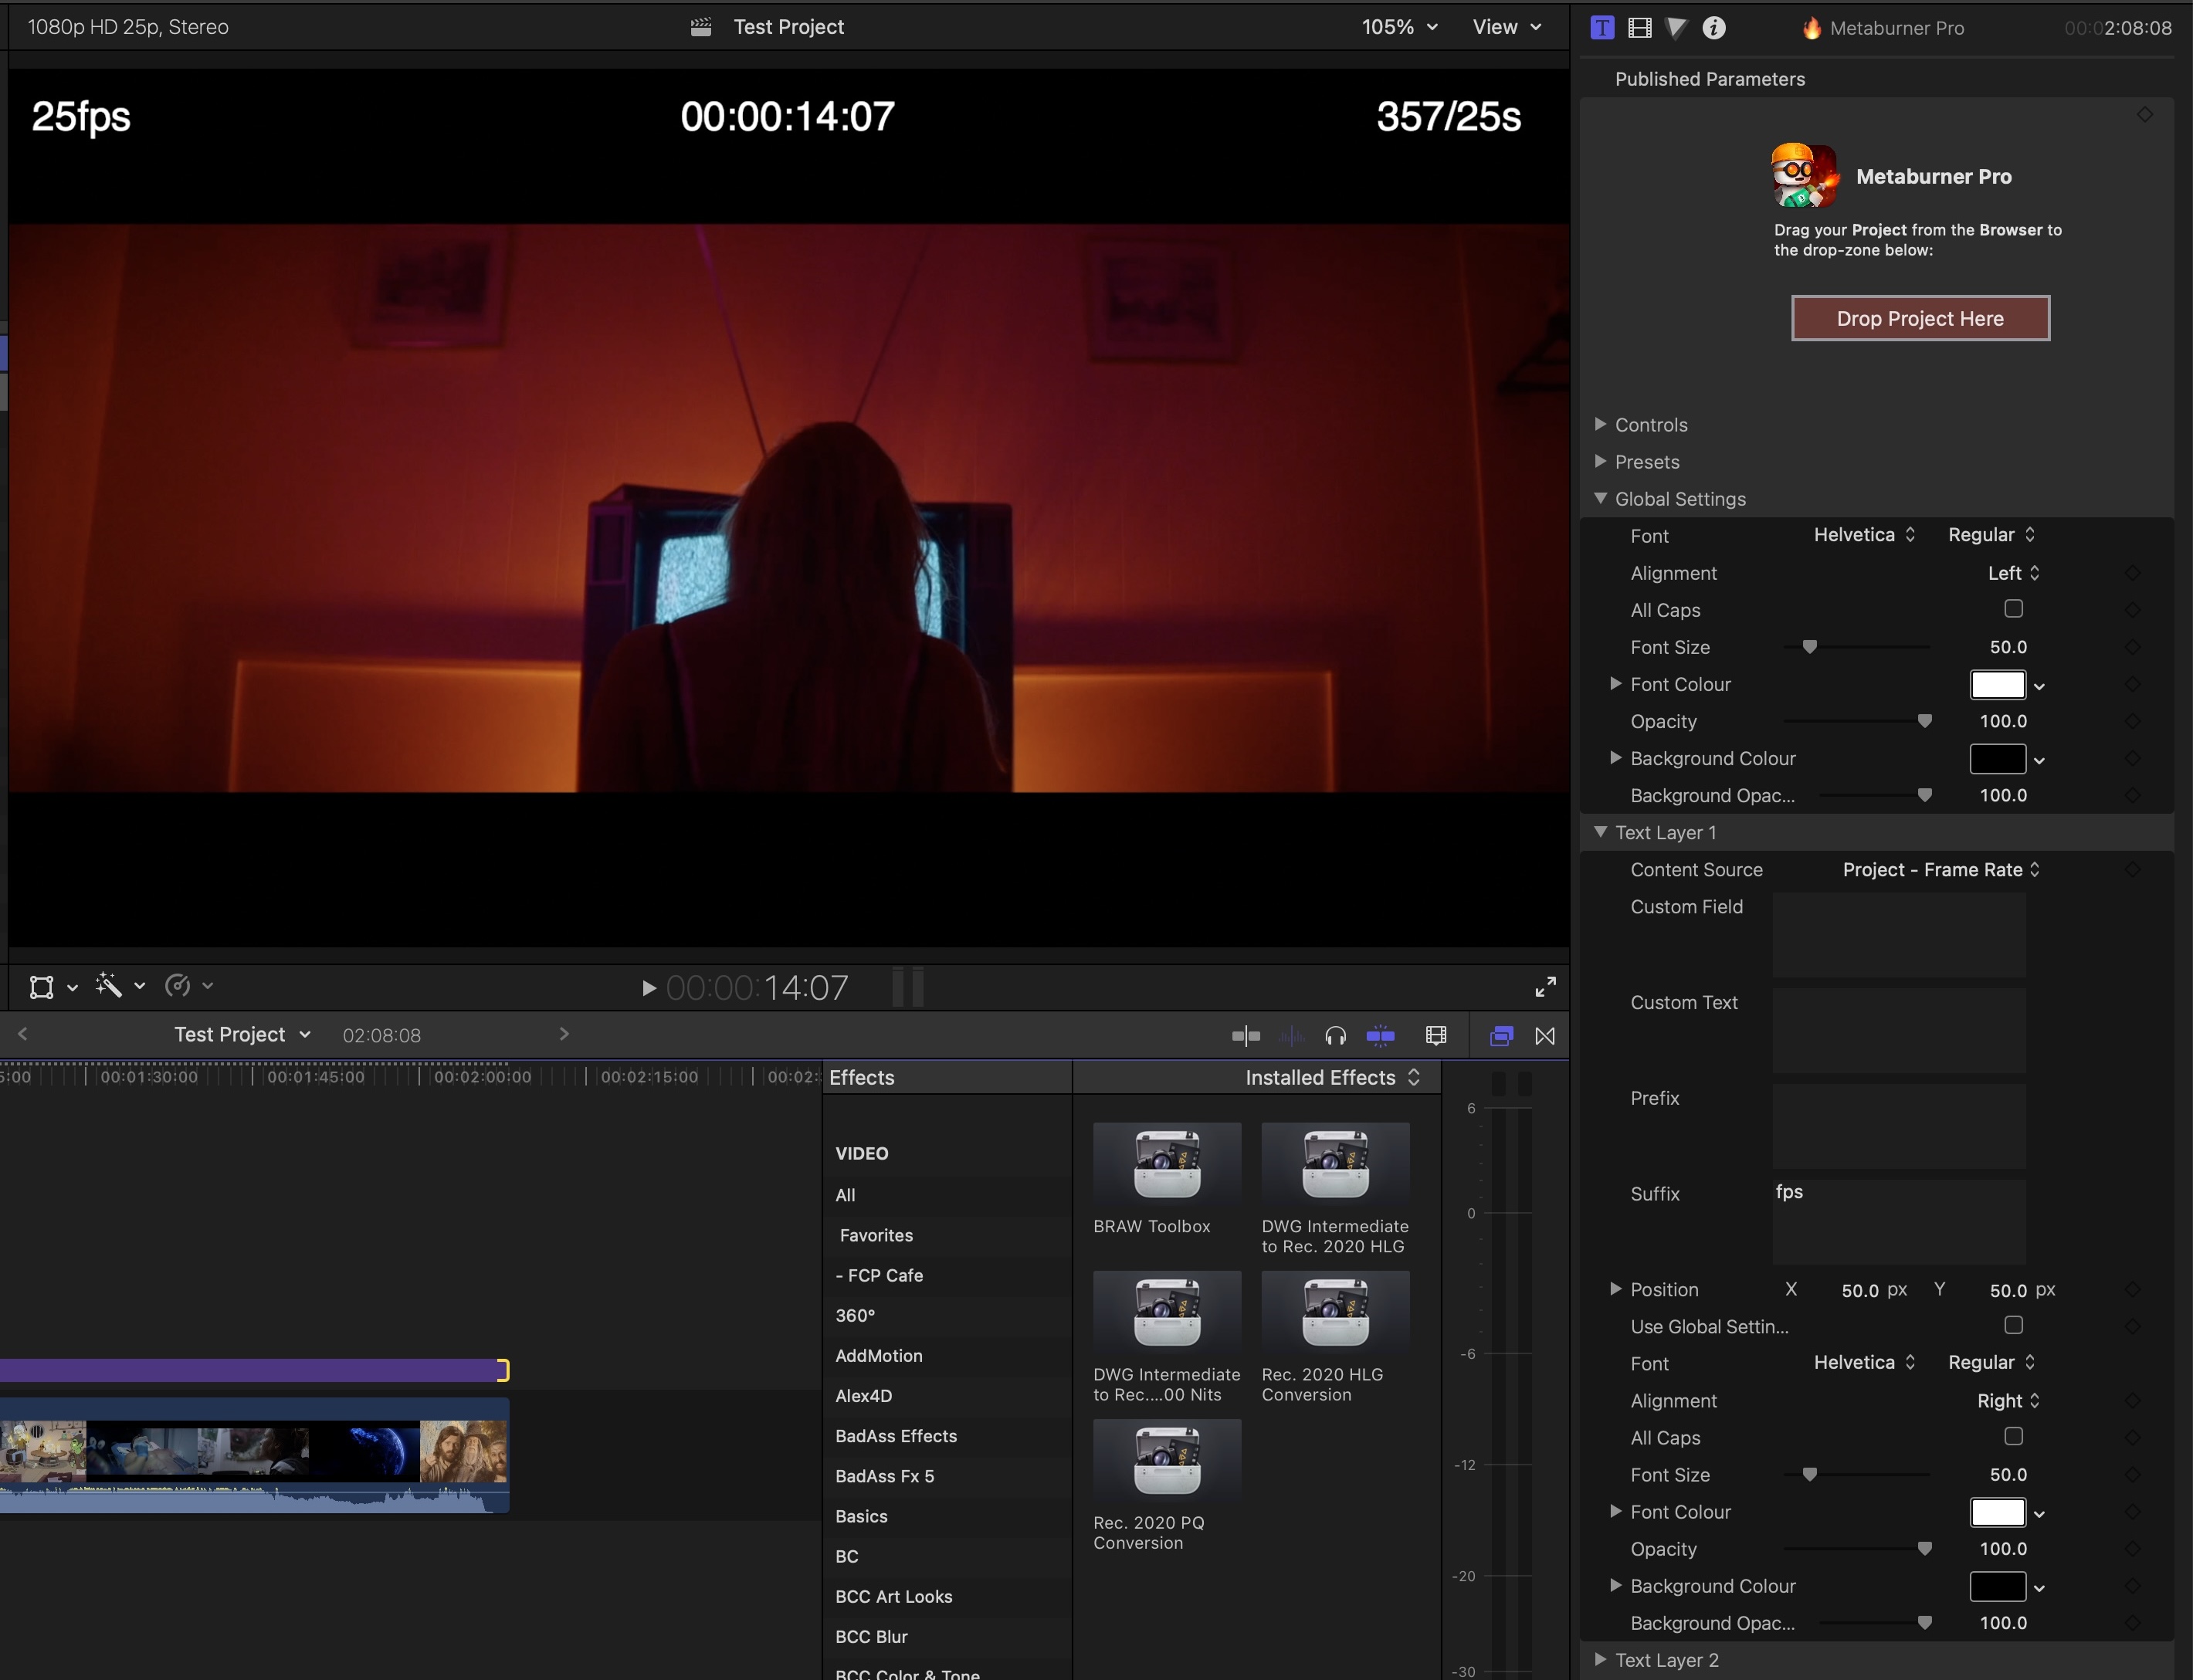 1080p HD 25p, Stereo
Test Project
105%
View
25fps
00:00:14:07
357/25s
00:00:14:07
Test Project
02:08:08
5:00
00:01:30:00
00:01:45:00
00:02:00:00
00:02:15:00
00:02:
Effects
Installed Effects
VIDEO
All
Favorites
- FCP Cafe
360°
AddMotion
Alex4D
BadAss Effects
BadAss Fx 5
Basics
BC
BCC Art Looks
BCC Blur
BCC Color & Tone
BRAW Toolbox
DWG Intermediate
to Rec. 2020 HLG
DWG Intermediate
to Rec....00 Nits
Rec. 2020 HLG
Conversion
Rec. 2020 PQ
Conversion
6
0
-6
-12
-20
-30
T
i
Metaburner Pro
00:02:08:08
Published Parameters
Metaburner Pro
Drag your Project from the Browser to
the drop-zone below:
Drop Project Here
Controls
Presets
Global Settings
Font Helvetica Regular
Alignment Left
All Caps
Font Size 50.0
Font Colour
Opacity 100.0
Background Colour
Background Opac... 100.0
Text Layer 1
Content Source Project - Frame Rate
Custom Field
Custom Text
Prefix
Suffix fps
Position X 50.0 px Y 50.0 px
Use Global Settin...
Font Helvetica Regular
Alignment Right
All Caps
Font Size 50.0
Font Colour
Opacity 100.0
Background Colour
Background Opac... 100.0
Text Layer 2